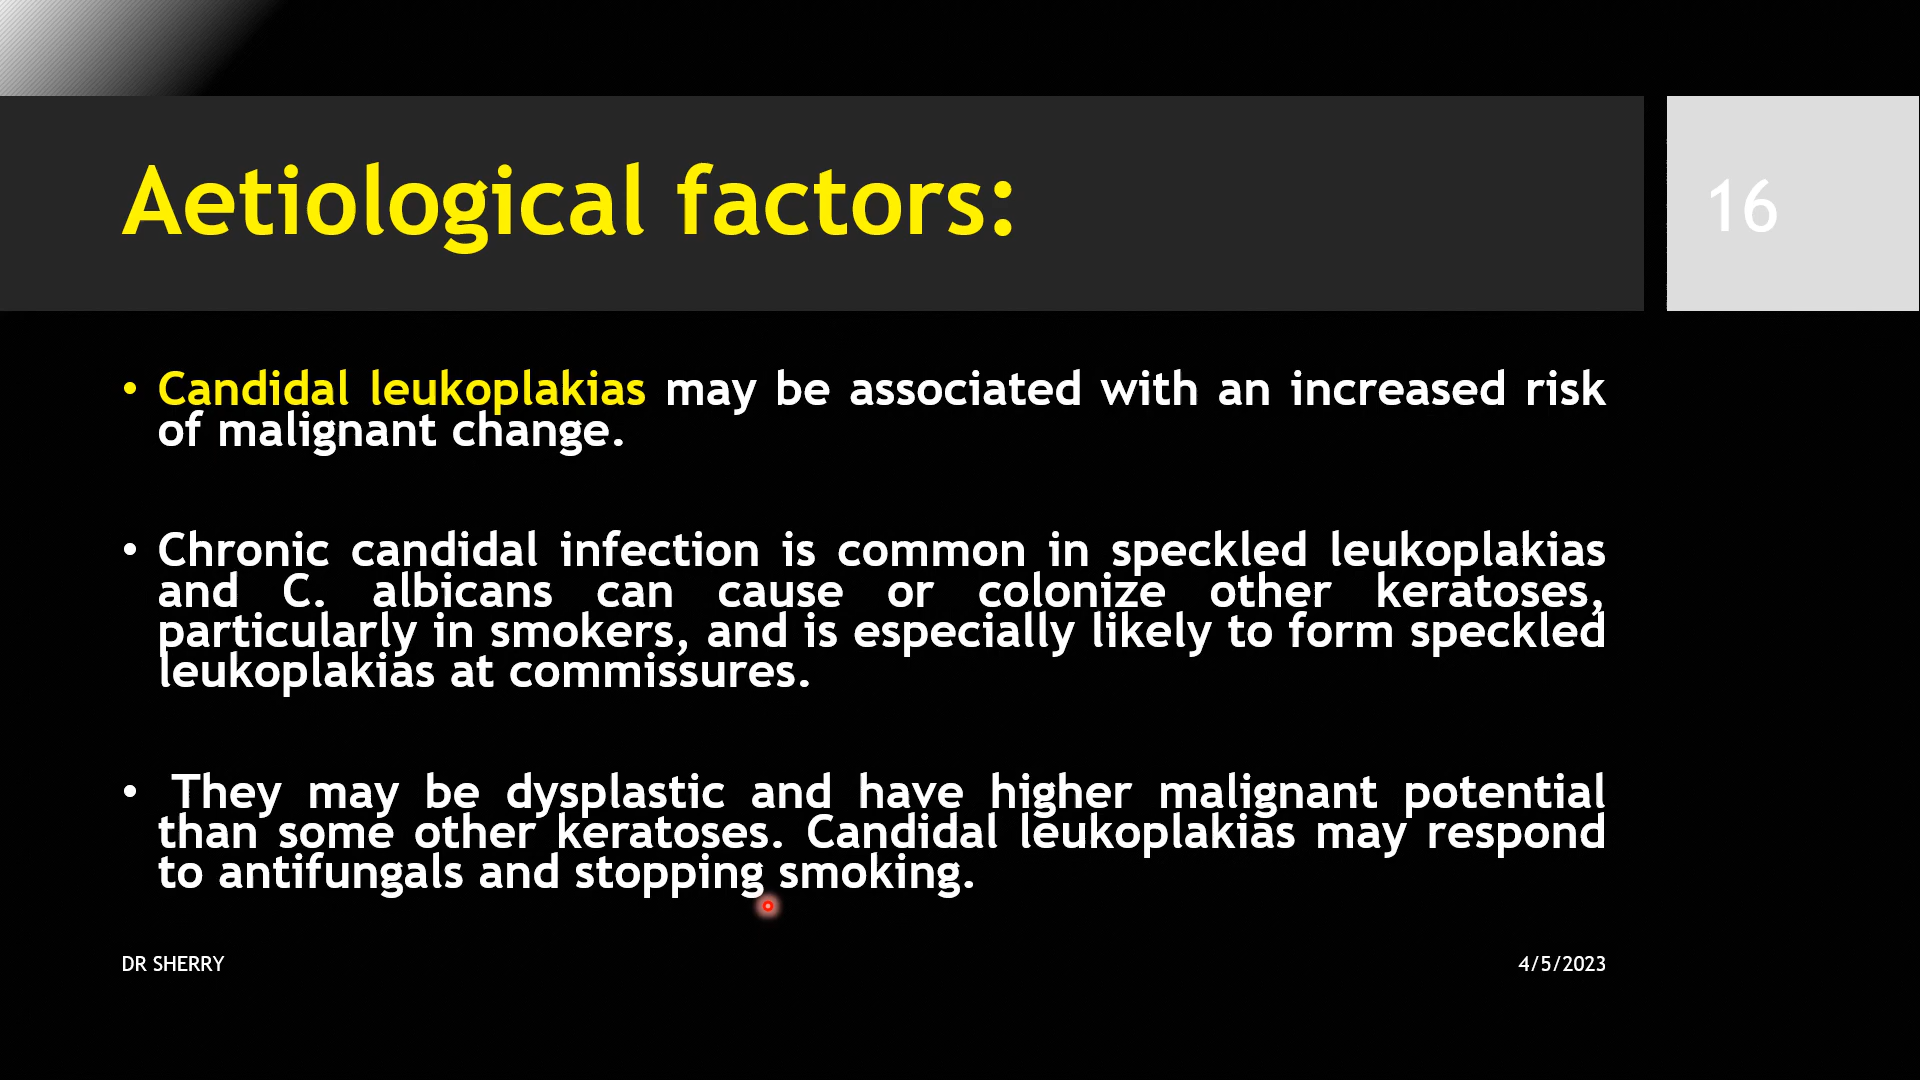 Aetiological factors:
16
• Candidal leukoplakias may be associated with an increased risk
of malignant change.
• Chronic candidal infection is common in speckled leukoplakias
and C. albicans can cause or colonize other keratoses,
particularly in smokers, and is especially likely to form speckled
leukoplakias at commissures.
• They may be dysplastic and have higher malignant potential
than some other keratoses. Candidal leukoplakias may respond
to antifungals and stopping smoking.
DR SHERRY
4/5/2023